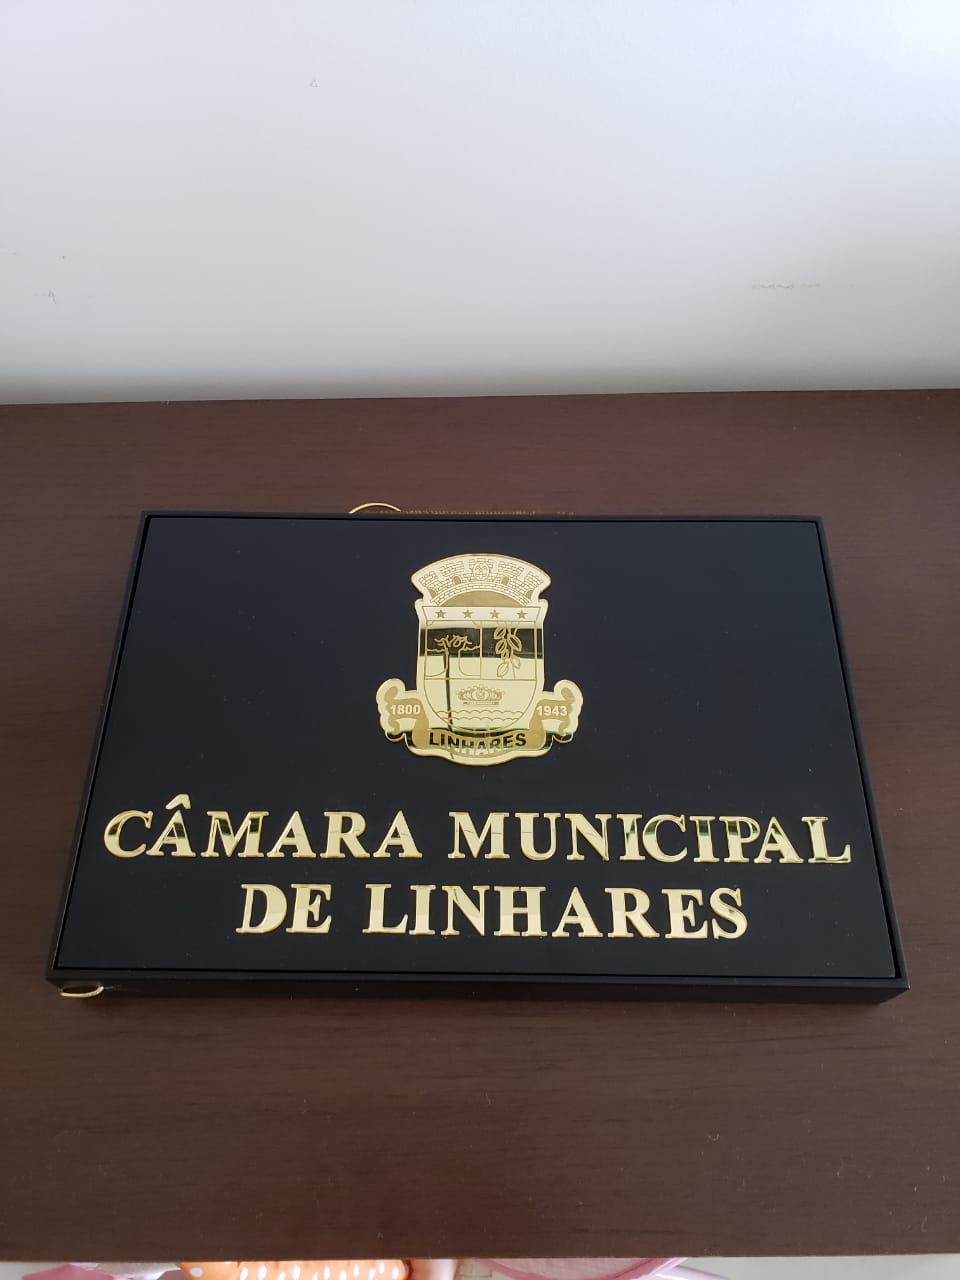 1800
1943
LINHARES
CÂMARA MUNICIPAL
DE LINHARES